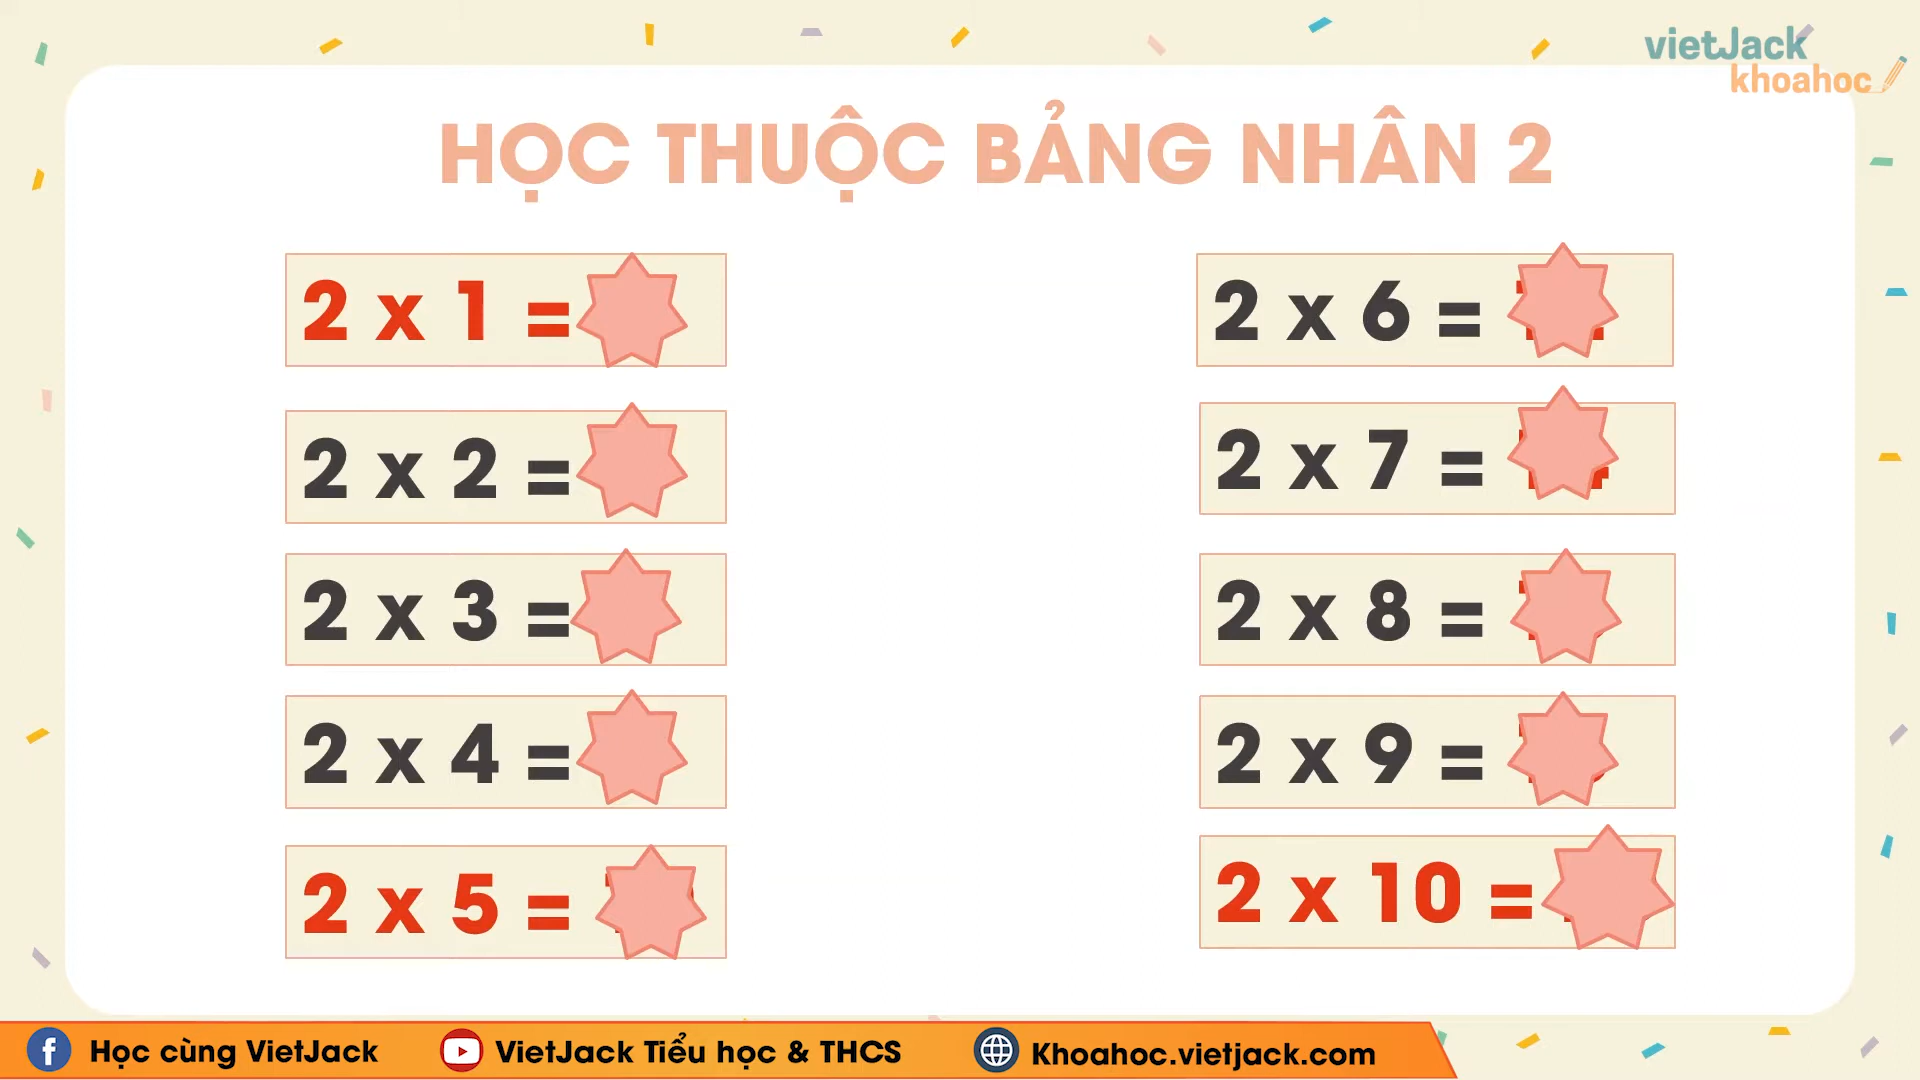 vietJack
khoahoc
HỌC THUỘC BẢNG NHÂN 2
2 x 1 =
2 x 2 =
2 x 3 =
2 x 4 =
2 x 5 =
2 x 6 =
2 x 7 =
2 x 8 =
2 x 9 =
2 x 10 =
Học cùng VietJack
VietJack Tiểu học & THCS
Khoahoc.vietjack.com